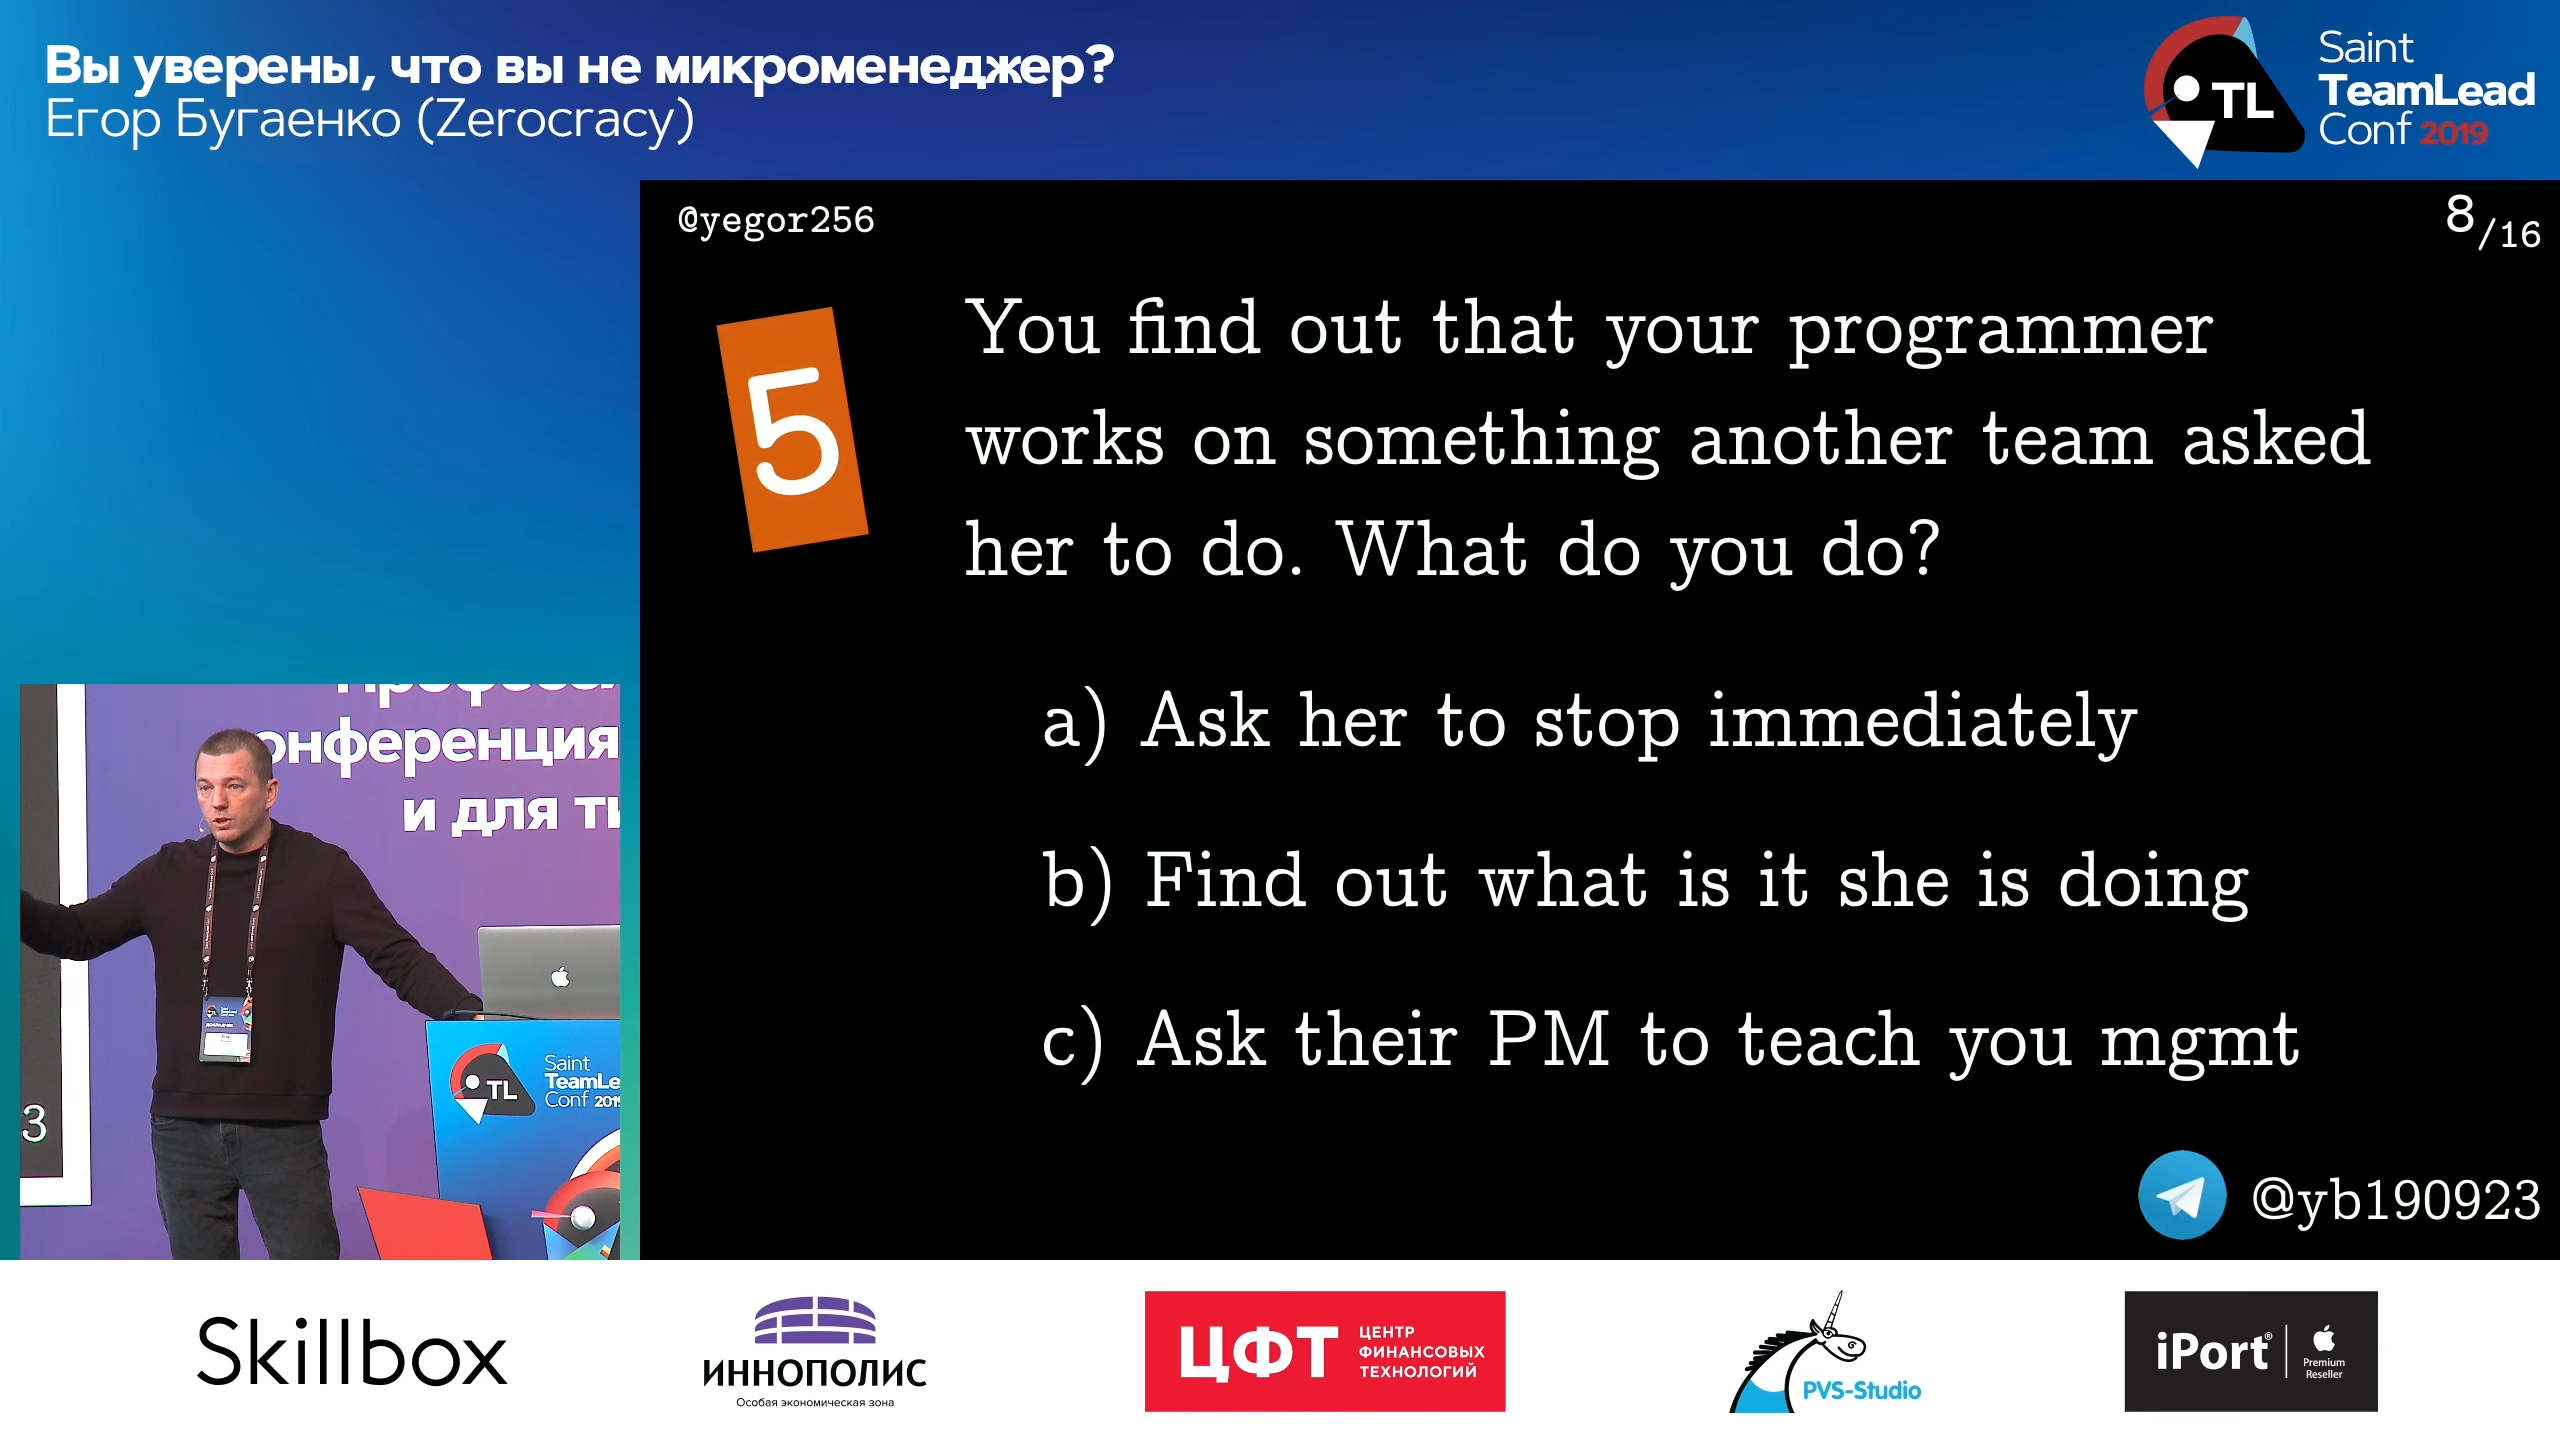 Вы уверены, что вы не микроменеджер?
Егор Бугаенко (Zerocracy)
TL
Saint
TeamLead
Conf 2019
@yegor256
8/16
5
You find out that your programmer
works on something another team asked
her to do. What do you do?
a) Ask her to stop immediately
b) Find out what is it she is doing
c) Ask their PM to teach you mgmt
@yb190923
онференция
и для ти
3
TL
Saint
TeamLe
Conf 2019
Skillbox
ИННОПОЛИС
Особая экономическая зона
ЦФТ
ЦЕНТР
ФИНАНСОВЫХ
ТЕХНОЛОГИЙ
PVS-Studio
iPort®
Premium
Reseller